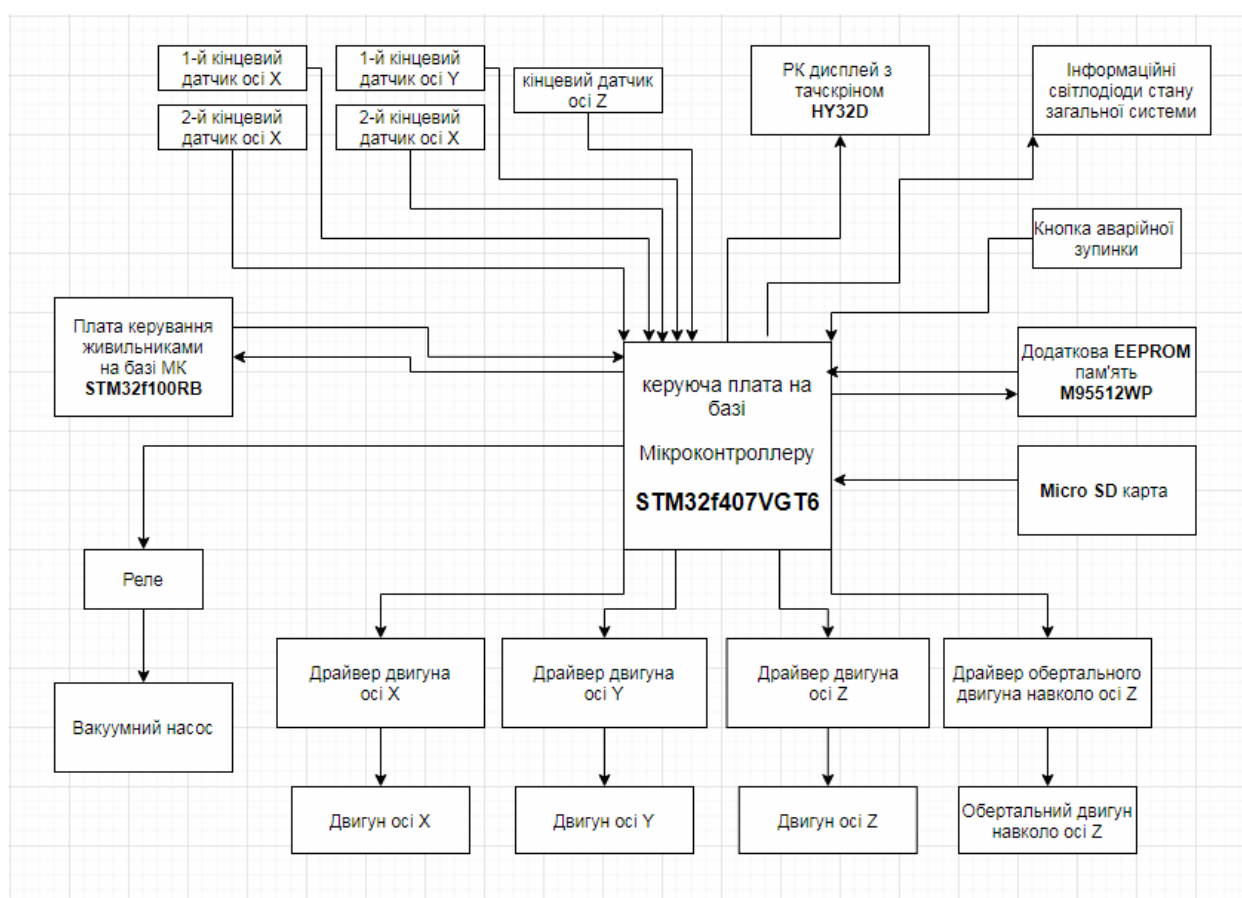 1-й кінцевий
датчик осі X
1-й кінцевий
датчик осі Y
кінцевий датчик
осі Z
2-й кінцевий
датчик осі X
2-й кінцевий
датчик осі X
РК дисплей з
тачскріном
HY32D
Інформаційні
світлодіоди стану
загальної системи
Кнопка аварійної
зупинки
Плата керування
живильниками
на базі МК
STM32f100RB
керуюча плата на
базі
Мікроконтроллеру
STM32f407VGT6
Додаткова EEPROM
пам'ять
M95512WP
Micro SD карта
Реле
Вакуумний насос
Драйвер двигуна
осі X
Драйвер двигуна
осі Y
Драйвер двигуна
осі Z
Драйвер обертального
двигуна навколо осі Z
Двигун осі X
Двигун осі Y
Двигун осі Z
Обертальний двигун
навколо осі Z